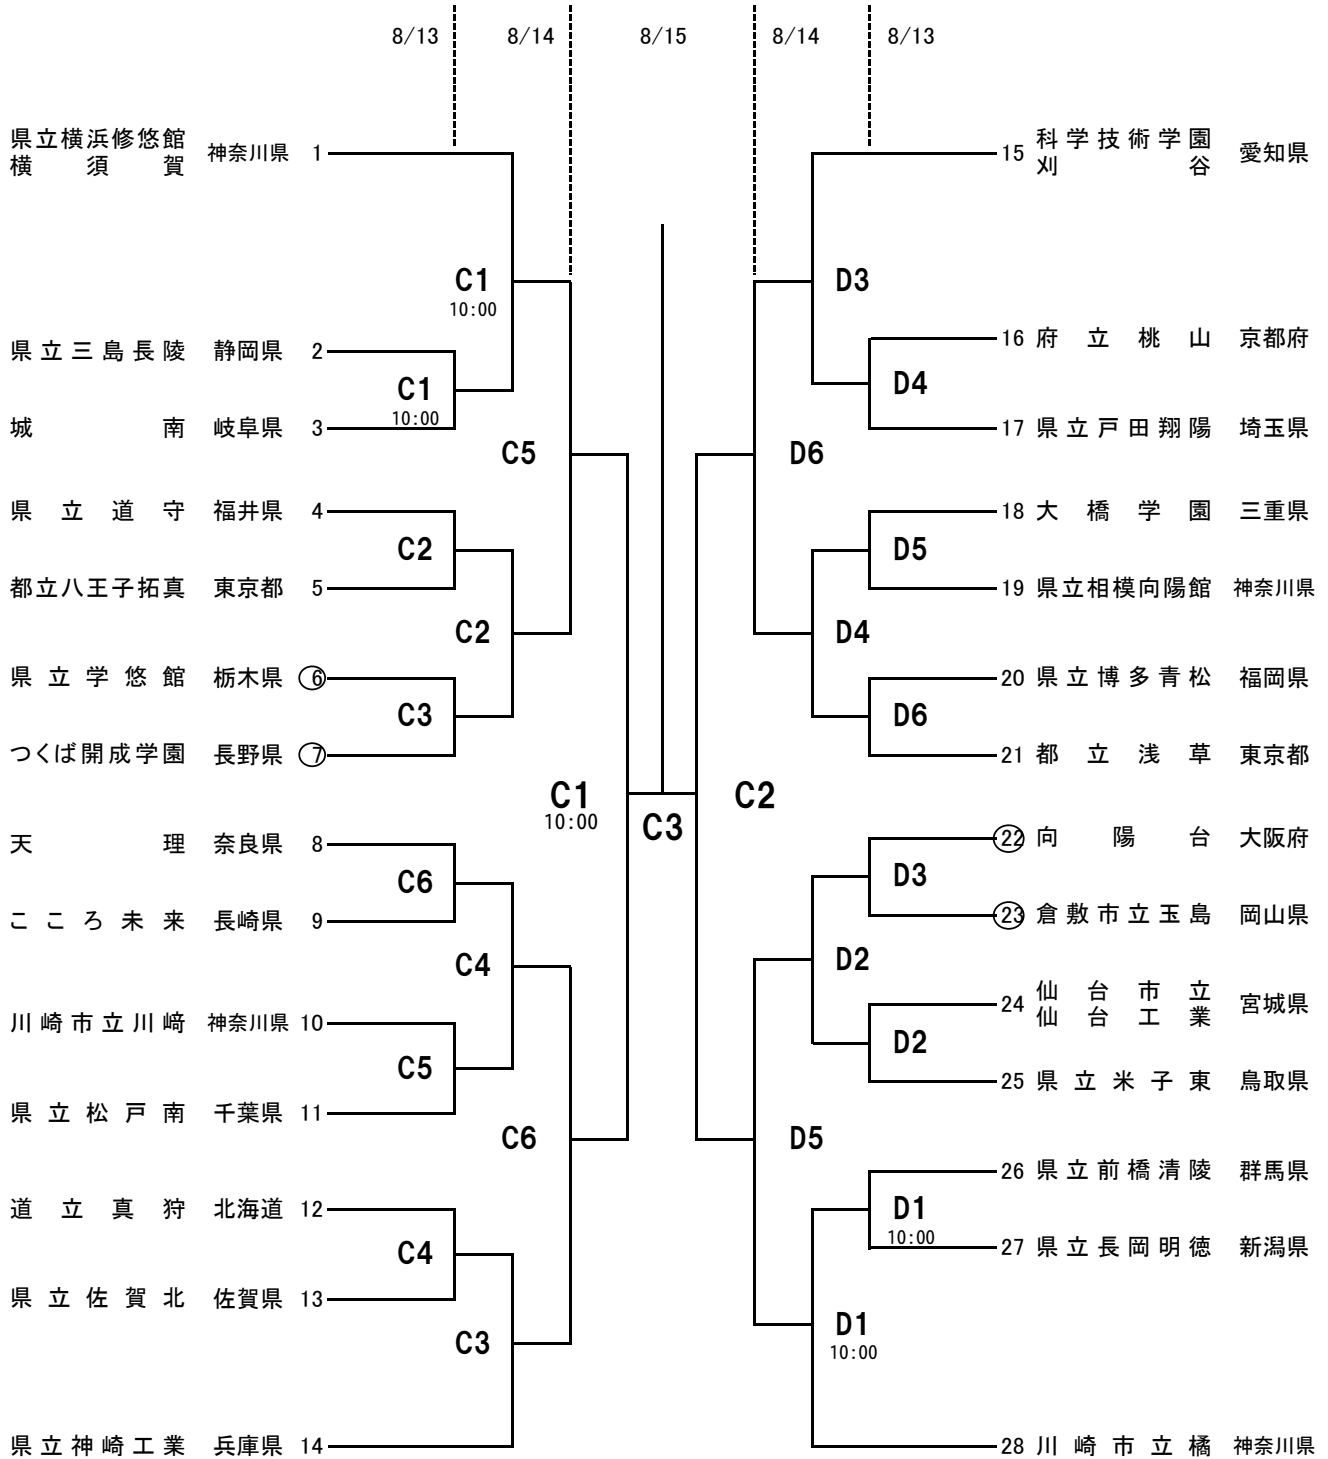 8/13 8/14 8/15 8/14 8/13
県立横浜修悠館
横須賀 神奈川県 1
C1
10:00
県立三島長陵 静岡県 2
C1
10:00
城南 岐阜県 3
C5
県立道守 福井県 4
C2
都立八王子拓真 東京都 5
C2
県立学悠館 栃木県 6
C3
つくば開成学園 長野県 7
C1
10:00
天理 奈良県 8
C6
こころ未来 長崎県 9
C4
川崎市立川﨑 神奈川県 10
C5
県立松戸南 千葉県 11
C6
道立真狩 北海道 12
C4
県立佐賀北 佐賀県 13
C3
県立神崎工業 兵庫県 14
C3
15 科学技術学園
刈谷 愛知県
D3
16 府立桃山 京都府
D4
17 県立戸田翔陽 埼玉県
D6
18 大橋学園 三重県
D5
19 県立相模向陽館 神奈川県
D4
20 県立博多青松 福岡県
D6
21 都立浅草 東京都
C2
22 向陽台 大阪府
D3
23 倉敷市立玉島 岡山県
D2
24 仙台市立
仙台工業 宮城県
D2
25 県立米子東 鳥取県
D5
26 県立前橋清陵 群馬県
D1
10:00
27 県立長岡明徳 新潟県
D1
10:00
28 川崎市立橘 神奈川県